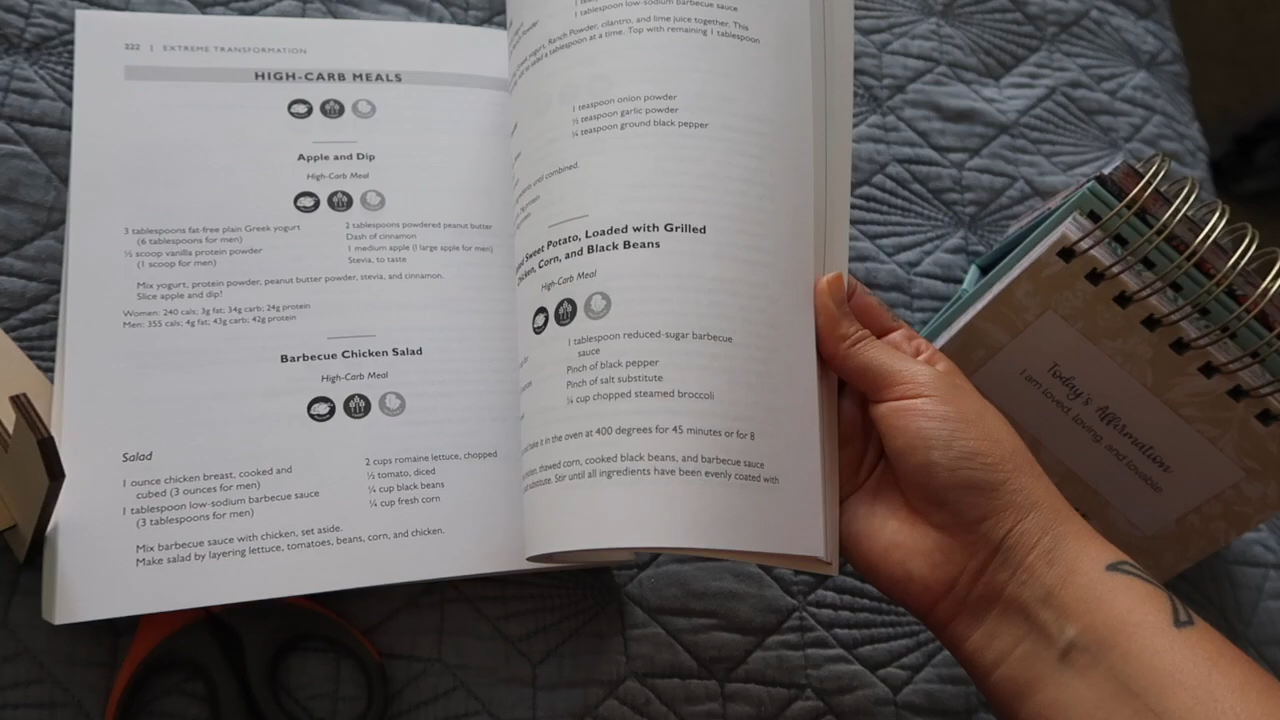 222 | EXTREME TRANSFORMATION
HIGH-CARB MEALS
Apple and Dip
High-Carb Meal
3 tablespoons fat-free plain Greek yogurt
(6 tablespoons for men)
½ scoop vanilla protein powder
(1 scoop for men)
2 tablespoons powdered peanut butter
Dash of cinnamon
1 medium apple (1 large apple for men)
Stevia, to taste
Mix yogurt, protein powder, peanut butter powder, stevia, and cinnamon.
Slice apple and dip!
Women: 240 cals; 3g fat; 34g carb; 24g protein
Men: 355 cals; 4g fat; 43g carb; 42g protein
Barbecue Chicken Salad
High-Carb Meal
Salad
1 ounce chicken breast, cooked and
cubed (3 ounces for men)
1 tablespoon low-sodium barbecue sauce
(3 tablespoons for men)
2 cups romaine lettuce, chopped
½ tomato, diced
¼ cup black beans
¼ cup fresh corn
Mix barbecue sauce with chicken, set aside.
Make salad by layering lettuce, tomatoes, beans, corn, and chicken.
1 tablespoon low-sodium barbecue sauce
yogurt, Ranch Powder, cilantro, and lime juice together. This
a tablespoon at a time. Top with remaining 1 tablespoon
1 teaspoon onion powder
½ teaspoon garlic powder
¼ teaspoon ground black pepper
until combined.
protein
Sweet Potato, Loaded with Grilled
Chicken, Corn, and Black Beans
High-Carb Meal
1 tablespoon reduced-sugar barbecue
sauce
Pinch of black pepper
Pinch of salt substitute
¼ cup chopped steamed broccoli
it in the oven at 400 degrees for 45 minutes or for 8
thawed corn, cooked black beans, and barbecue sauce
substitute. Stir until all ingredients have been evenly coated with
Today's Affirmation
I am loved, loving, and loveable